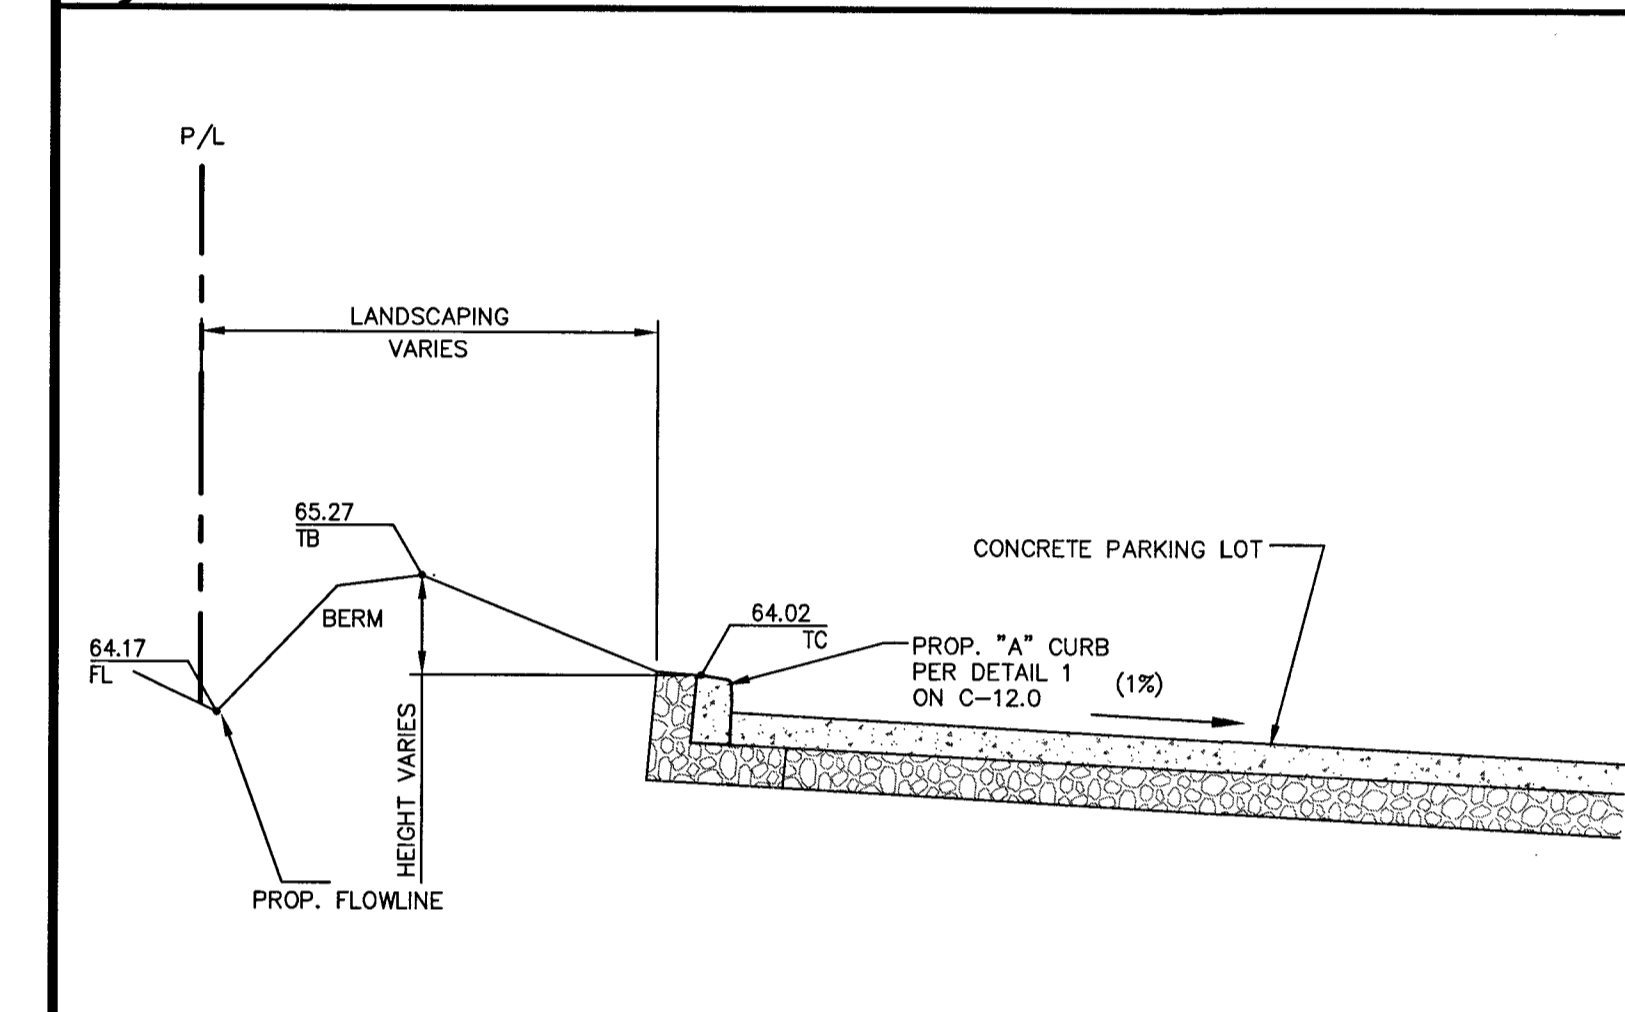 P/L
LANDSCAPING
VARIES
65.27
TB
BERM
64.17
FL
HEIGHT VARIES
PROP. FLOWLINE
64.02
TC
PROP. "A" CURB
PER DETAIL 1
ON C-12.0
(1%)
CONCRETE PARKING LOT